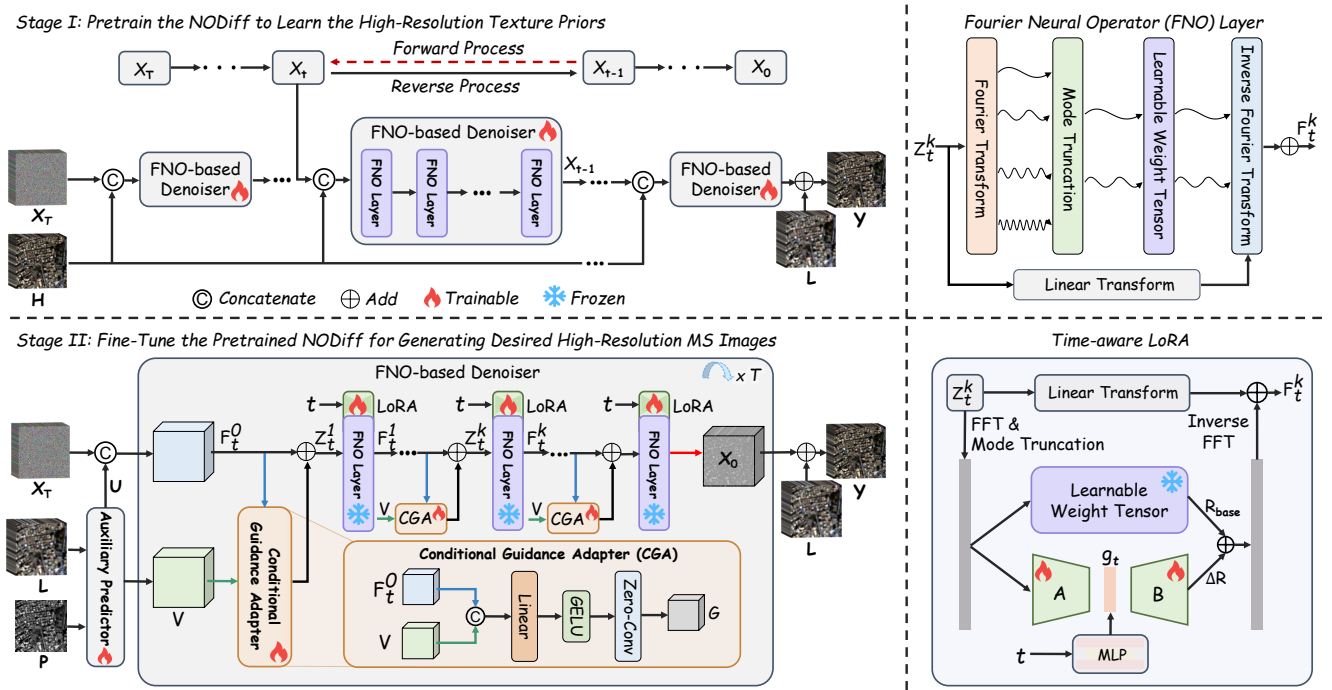 Stage I: Pretrain the NODiff to Learn the High-Resolution Texture Priors
Forward Process
X_T
X_t
X_{t-1}
X_0
Reverse Process
FNO-based Denoiser
X_T
C
FNO-based
Denoiser
C
FNO Layer
FNO Layer
FNO Layer
X_{t-1}
C
FNO-based
Denoiser
Y
H
L
C Concatenate
Add
Trainable
Frozen
Fourier Neural Operator (FNO) Layer
Z_t^k
Fourier Transform
Mode Truncation
Learnable Weight Tensor
Inverse Fourier Transform
F_t^k
Linear Transform
Stage II: Fine-Tune the Pretrained NODiff for Generating Desired High-Resolution MS Images
FNO-based Denoiser
x T
X_T
C
U
L
P
Auxiliary Predictor
F_t^0
V
Conditional
Guidance Adapter
Z_t^1
t
LoRA
FNO Layer
F_t^1
V
CGA
Z_t^k
t
LoRA
FNO Layer
F_t^k
V
CGA
t
LoRA
FNO Layer
X_0
Y
L
Conditional Guidance Adapter (CGA)
F_t^0
V
C
Linear
GELU
Zero-Conv
G
Time-aware LoRA
Z_t^k
Linear Transform
F_t^k
FFT &
Mode Truncation
Inverse
FFT
Learnable
Weight Tensor
R_base
A
g_t
B
ΔR
t
MLP